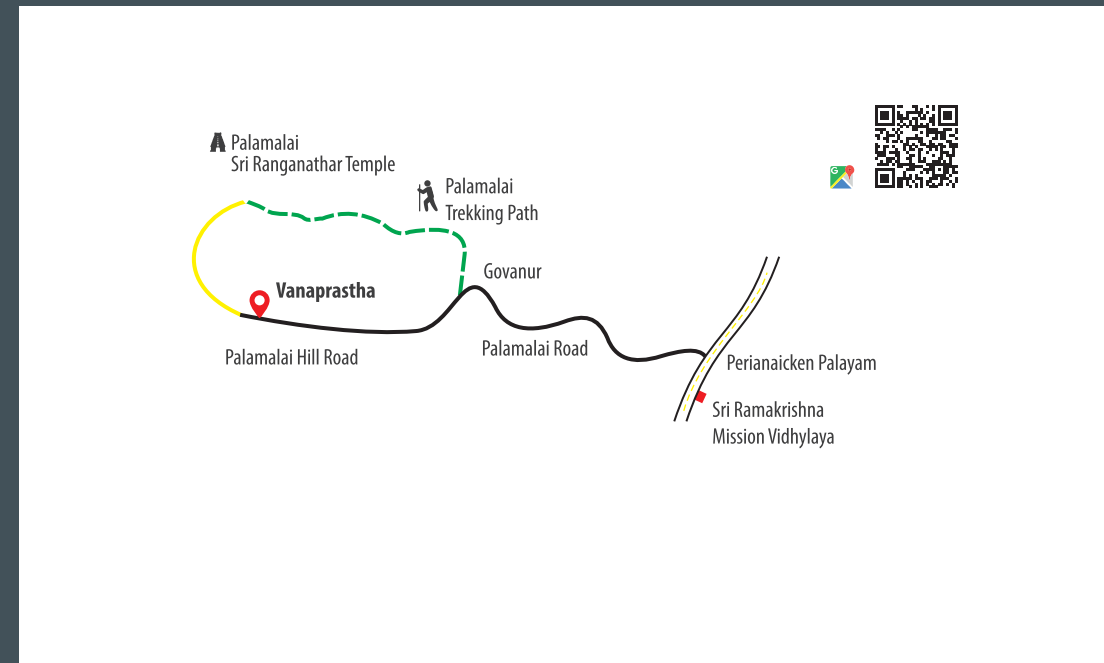 Palamalai
Sri Ranganathar Temple
Palamalai
Trekking Path
Govanur
Vanaprastha
Palamalai Hill Road
Palamalai Road
Perianaicken Palayam
Sri Ramakrishna
Mission Vidhylaya
G